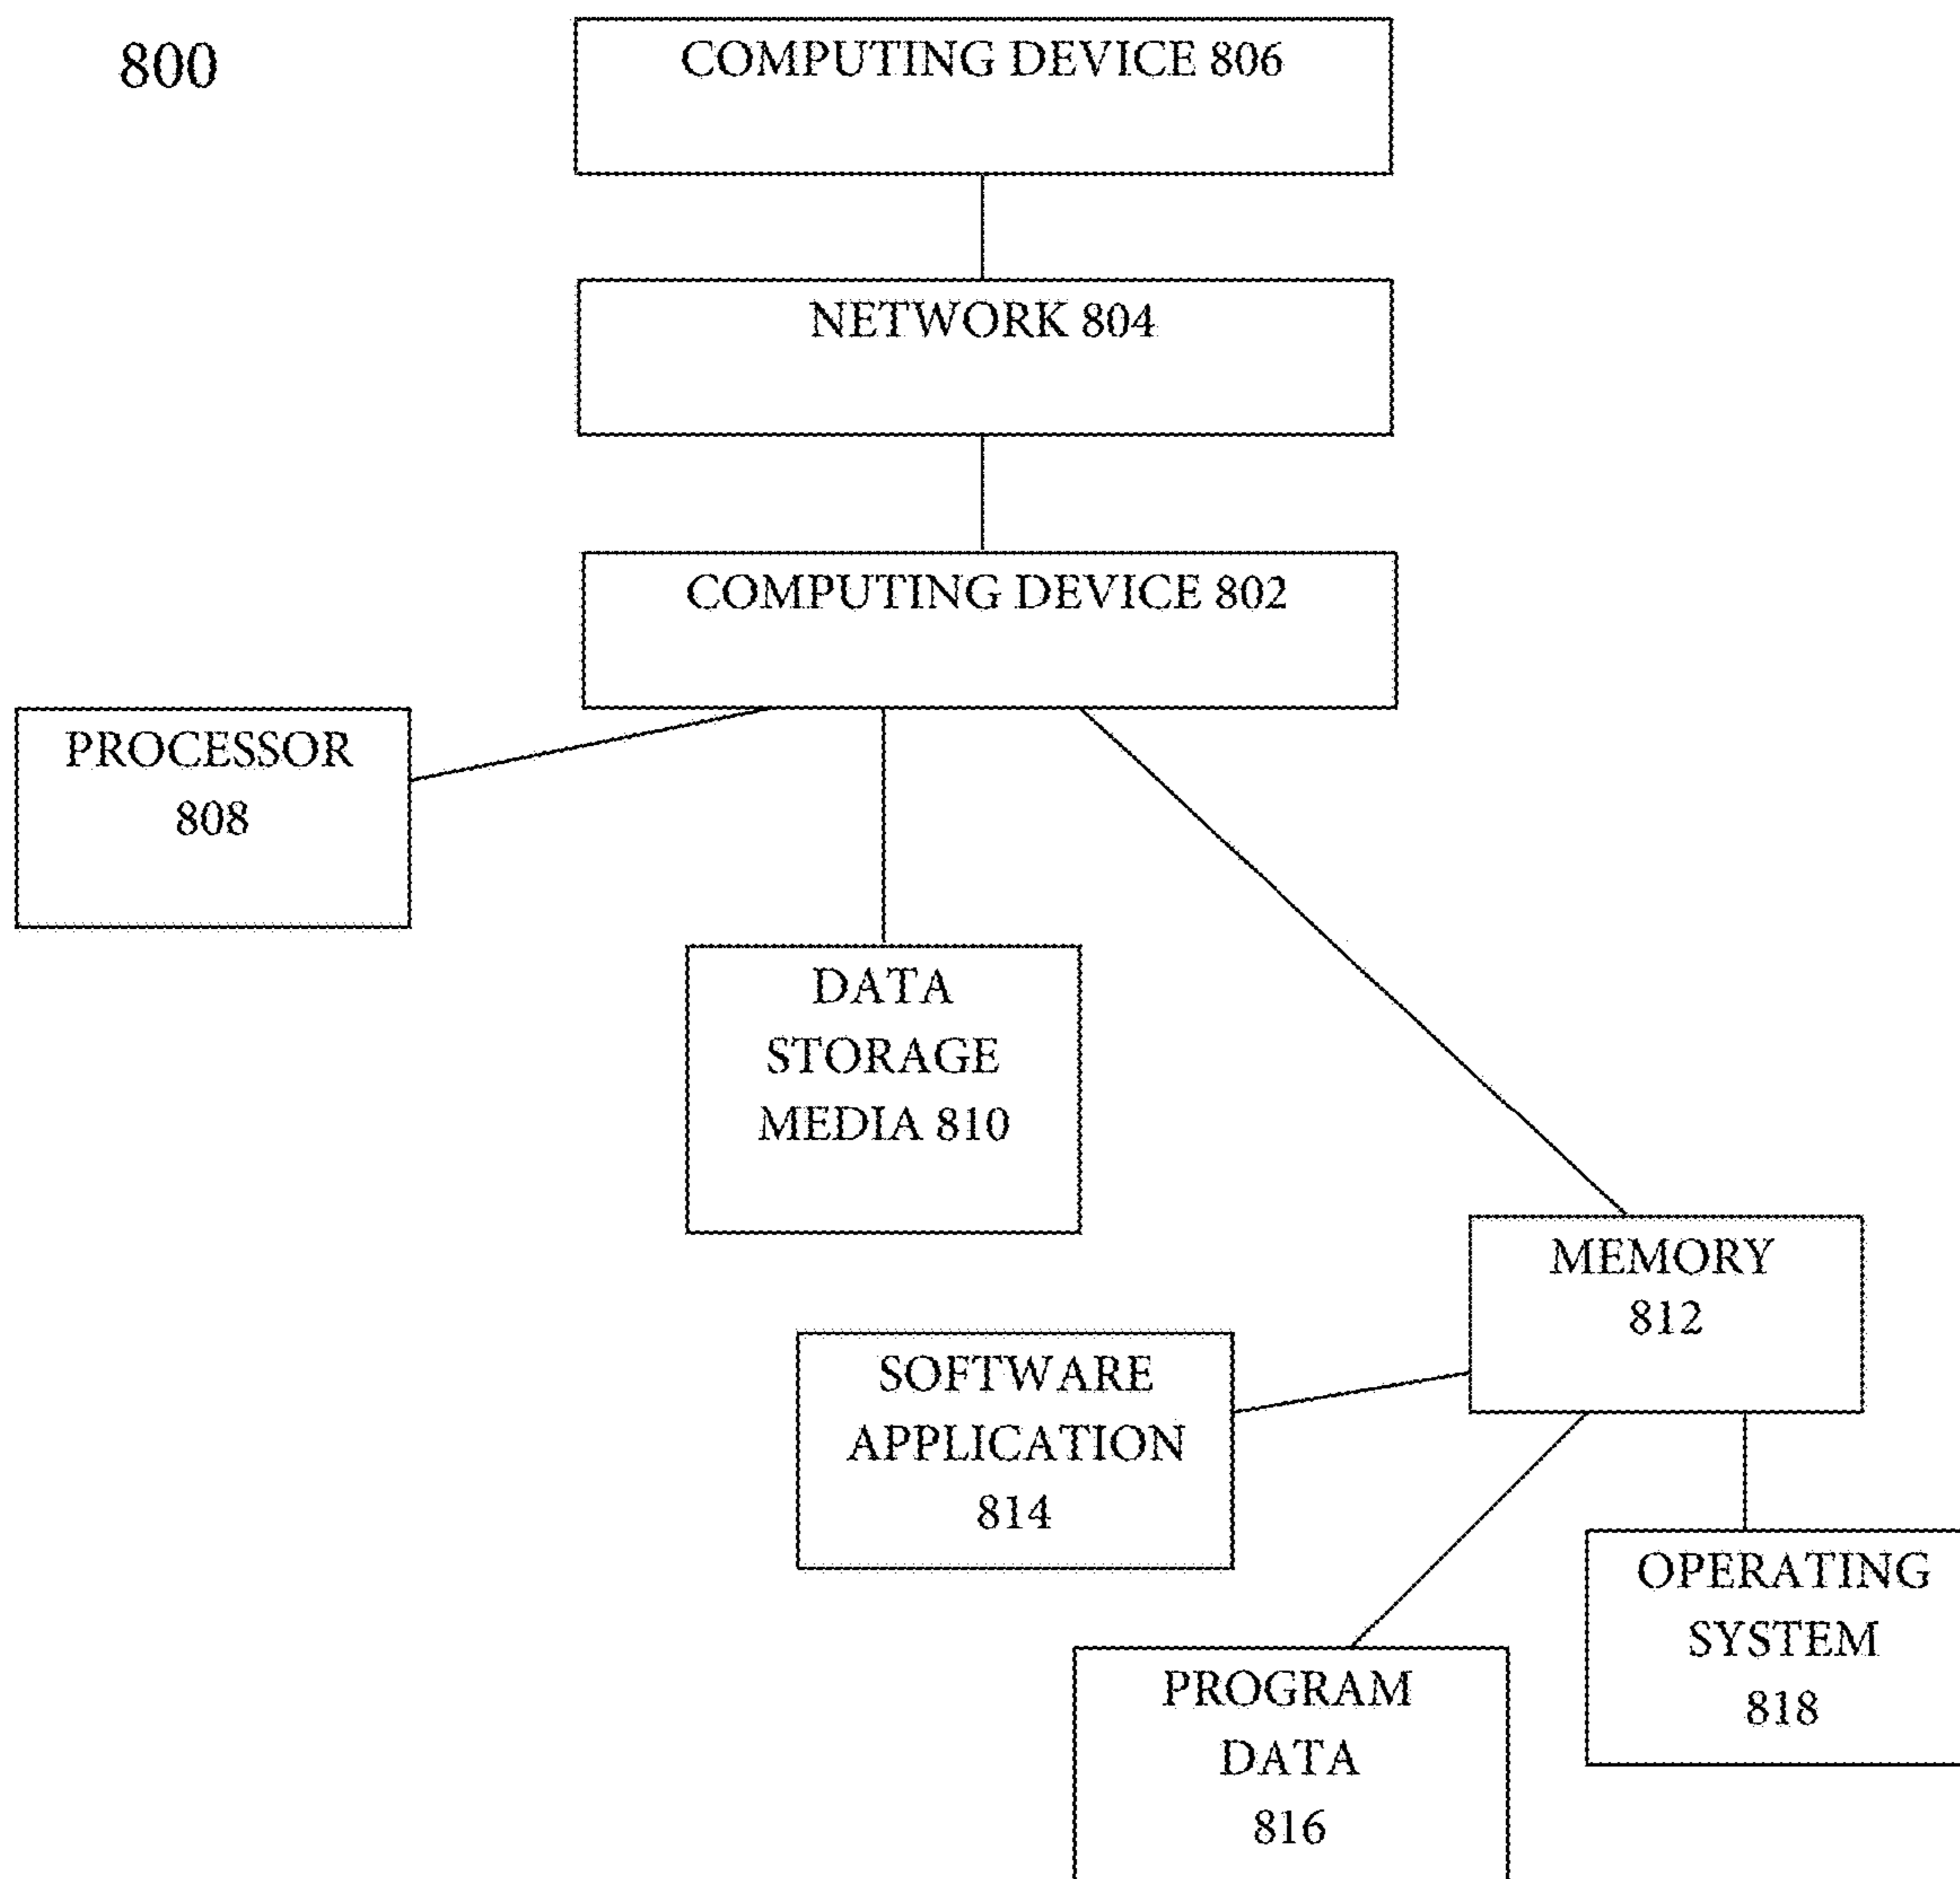 800
COMPUTING DEVICE 806
NETWORK 804
COMPUTING DEVICE 802
PROCESSOR
808
DATA
STORAGE
MEDIA 810
MEMORY
812
SOFTWARE
APPLICATION
814
OPERATING
SYSTEM
818
PROGRAM
DATA
816